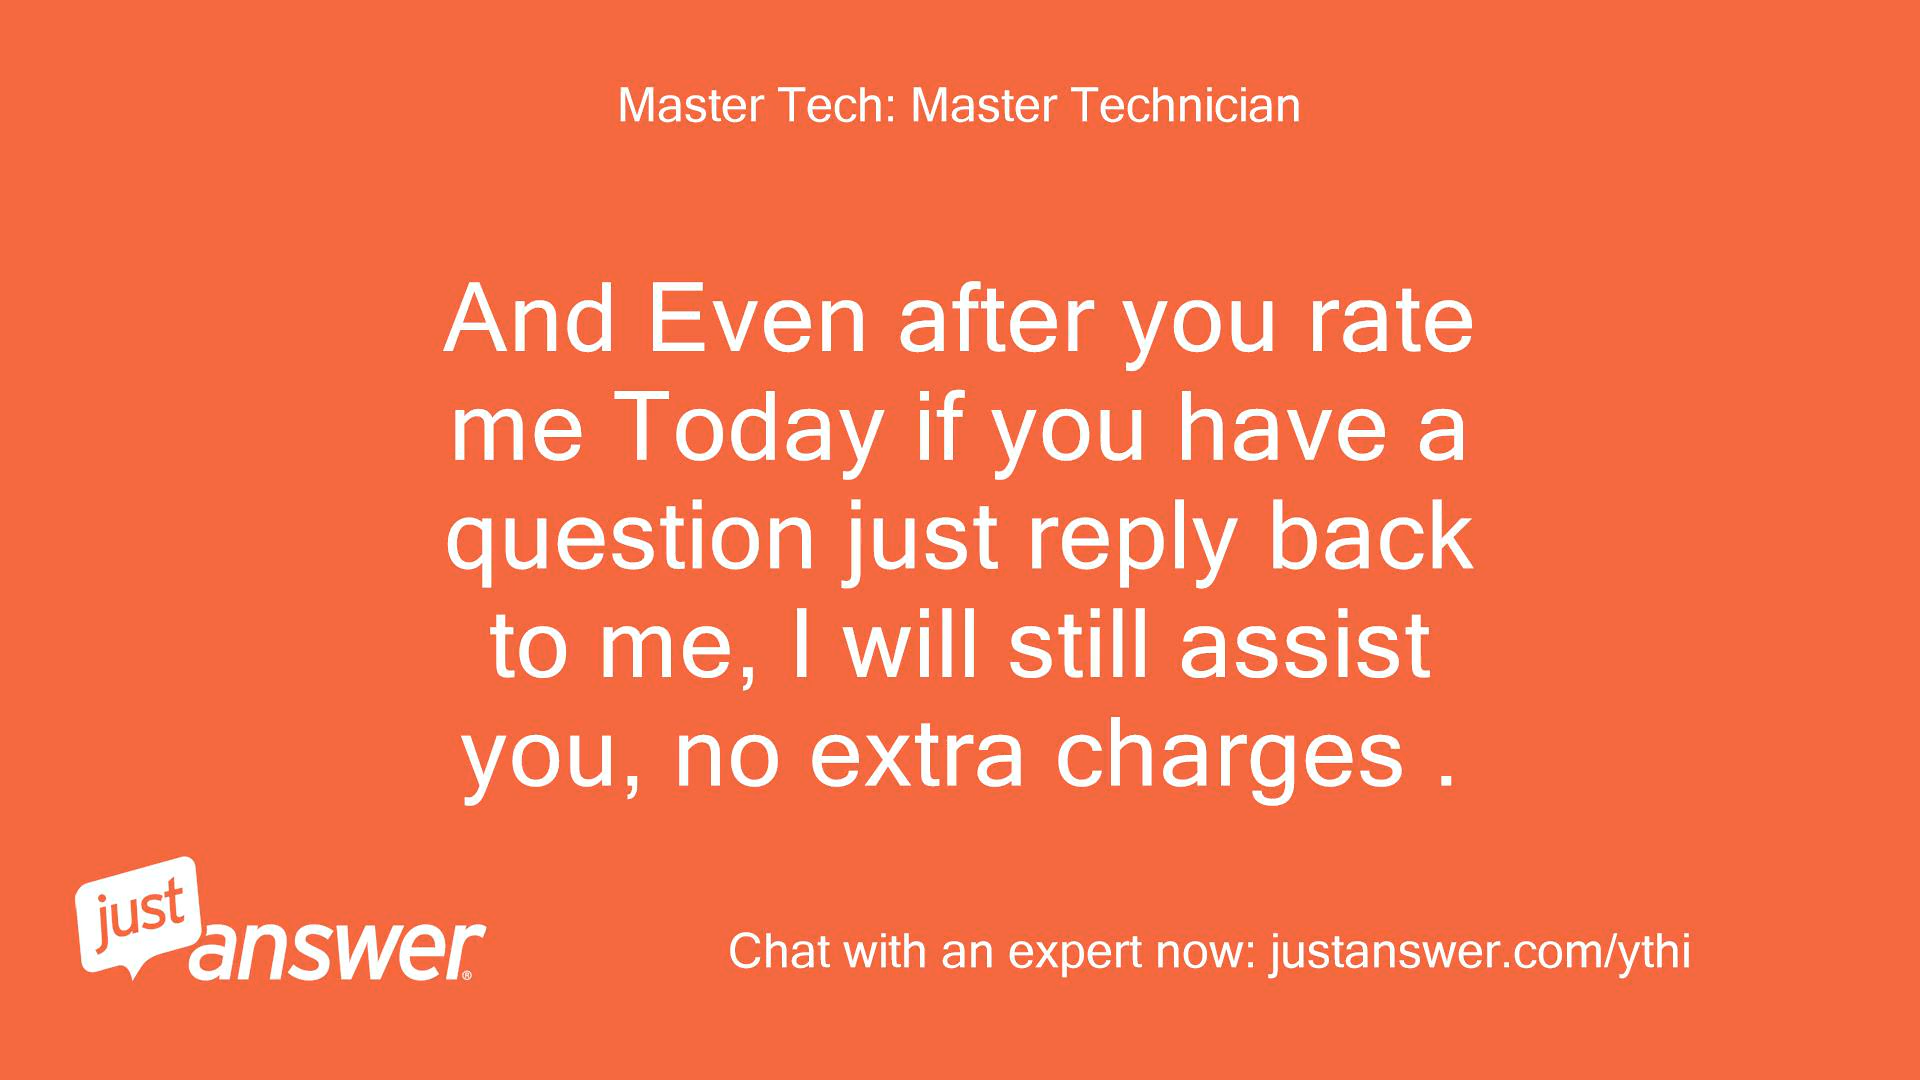 Master Tech: Master Technician
And Even after you rate
me Today if you have a
question just reply back
to me, I will still assist
you, no extra charges .
just
answer®
Chat with an expert now: justanswer.com/ythi